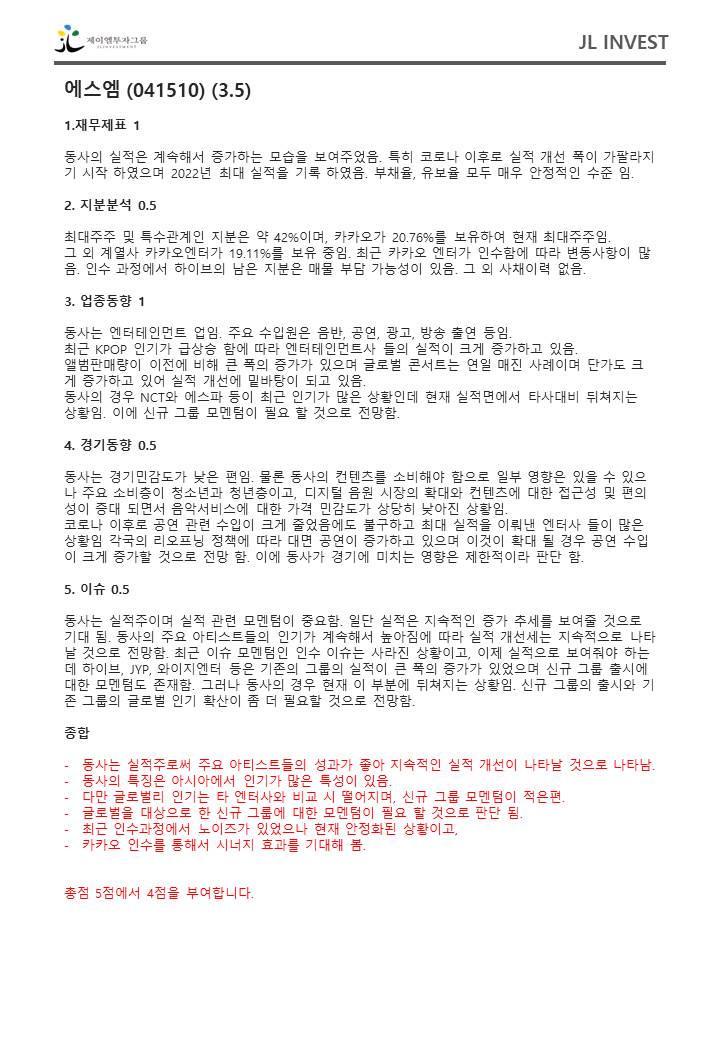 제이엘투자그룹
JLINVESTMENT
JL INVEST
에스엠 (041510) (3.5)
1.재무제표 1
동사의 실적은 계속해서 증가하는 모습을 보여주었음. 특히 코로나 이후로 실적 개선 폭이 가팔라지
기 시작 하였으며 2022년 최대 실적을 기록 하였음. 부채율, 유보율 모두 매우 안정적인 수준 임.
2. 지분분석 0.5
최대주주 및 특수관계인 지분은 약 42%이며, 카카오가 20.76%를 보유하여 현재 최대주주임.
그 외 계열사 카카오엔터가 19.11%를 보유 중임. 최근 카카오 엔터가 인수함에 따라 변동사항이 많
음. 인수 과정에서 하이브의 남은 지분은 매물 부담 가능성이 있음. 그 외 사채이력 없음.
3. 업종동향 1
동사는 엔터테인먼트 업임. 주요 수입원은 음반, 공연, 광고, 방송 출연 등임.
최근 KPOP 인기가 급상승 함에 따라 엔터테인먼트사 들의 실적이 크게 증가하고 있음.
앨범판매량이 이전에 비해 큰 폭의 증가가 있으며 글로벌 콘서트는 연일 매진 사례이며 단가도 크
게 증가하고 있어 실적 개선에 밑바탕이 되고 있음.
동사의 경우 NCT와 에스파 등이 최근 인기가 많은 상황인데 현재 실적면에서 타사대비 뒤쳐지는
상황임. 이에 신규 그룹 모멘텀이 필요 할 것으로 전망함.
4. 경기동향 0.5
동사는 경기민감도가 낮은 편임. 물론 동사의 컨텐츠를 소비해야 함으로 일부 영향은 있을 수 있으
나 주요 소비층이 청소년과 청년층이고, 디지털 음원 시장의 확대와 컨텐츠에 대한 접근성 및 편의
성이 증대 되면서 음악서비스에 대한 가격 민감도가 상당히 낮아진 상황임.
코로나 이후로 공연 관련 수입이 크게 줄었음에도 불구하고 최대 실적을 이뤄낸 엔터사 들이 많은
상황임 각국의 리오프닝 정책에 따라 대면 공연이 증가하고 있으며 이것이 확대 될 경우 공연 수입
이 크게 증가할 것으로 전망 함. 이에 동사가 경기에 미치는 영향은 제한적이라 판단 함.
5. 이슈 0.5
동사는 실적주이며 실적 관련 모멘텀이 중요함. 일단 실적은 지속적인 증가 추세를 보여줄 것으로
기대 됨. 동사의 주요 아티스트들의 인기가 계속해서 높아짐에 따라 실적 개선세는 지속적으로 나타
날 것으로 전망함. 최근 이슈 모멘텀인 인수 이슈는 사라진 상황이고, 이제 실적으로 보여줘야 하는
데 하이브, JYP, 와이지엔터 등은 기존의 그룹의 실적이 큰 폭의 증가가 있었으며 신규 그룹 출시에
대한 모멘텀도 존재함. 그러나 동사의 경우 현재 이 부분에 뒤쳐지는 상황임. 신규 그룹의 출시와 기
존 그룹의 글로벌 인기 확산이 좀 더 필요할 것으로 전망함.
종합
- 동사는 실적주로써 주요 아티스트들의 성과가 좋아 지속적인 실적 개선이 나타날 것으로 나타남.
- 동사의 특징은 아시아에서 인기가 많은 특성이 있음.
- 다만 글로벌리 인기는 타 엔터사와 비교 시 떨어지며, 신규 그룹 모멘텀이 적은편.
- 글로벌을 대상으로 한 신규 그룹에 대한 모멘텀이 필요 할 것으로 판단 됨.
- 최근 인수과정에서 노이즈가 있었으나 현재 안정화된 상황이고,
- 카카오 인수를 통해서 시너지 효과를 기대해 봄.
총점 5점에서 4점을 부여합니다.